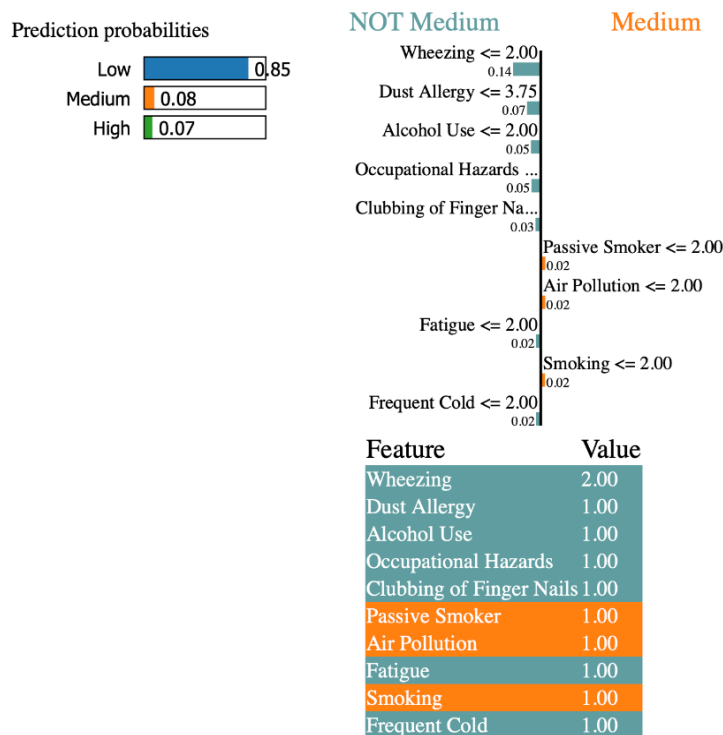 Prediction probabilities
Low 0.85
Medium 0.08
High 0.07
NOT Medium Medium
Wheezing <= 2.00
0.14
Dust Allergy <= 3.75
0.07
Alcohol Use <= 2.00
0.05
Occupational Hazards ...
0.05
Clubbing of Finger Na...
0.03
Passive Smoker <= 2.00
0.02
Air Pollution <= 2.00
0.02
Fatigue <= 2.00
0.02
Smoking <= 2.00
0.02
Frequent Cold <= 2.00
0.02
Feature Value
Wheezing 2.00
Dust Allergy 1.00
Alcohol Use 1.00
Occupational Hazards 1.00
Clubbing of Finger Nails 1.00
Passive Smoker 1.00
Air Pollution 1.00
Fatigue 1.00
Smoking 1.00
Frequent Cold 1.00